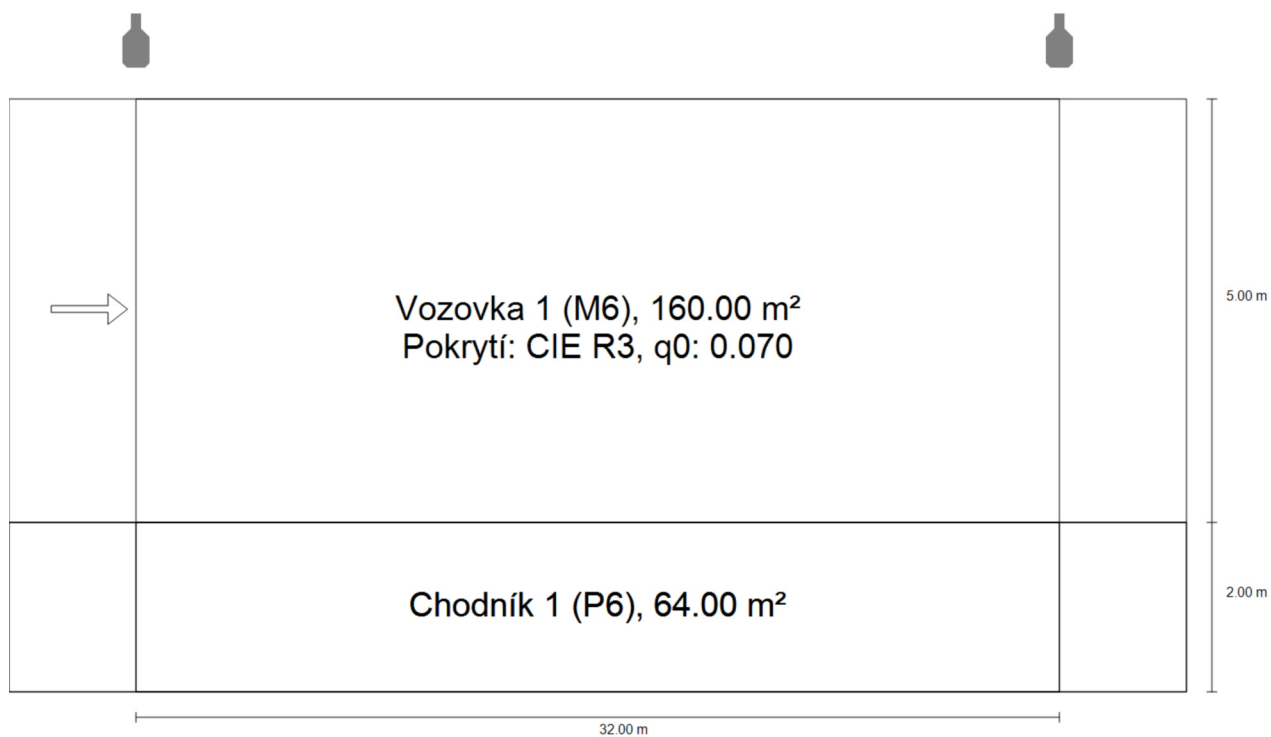 Vozovka 1 (M6), 160.00 m²
Pokrytí: CIE R3, q0: 0.070
5.00 m
Chodník 1 (P6), 64.00 m²
2.00 m
32.00 m